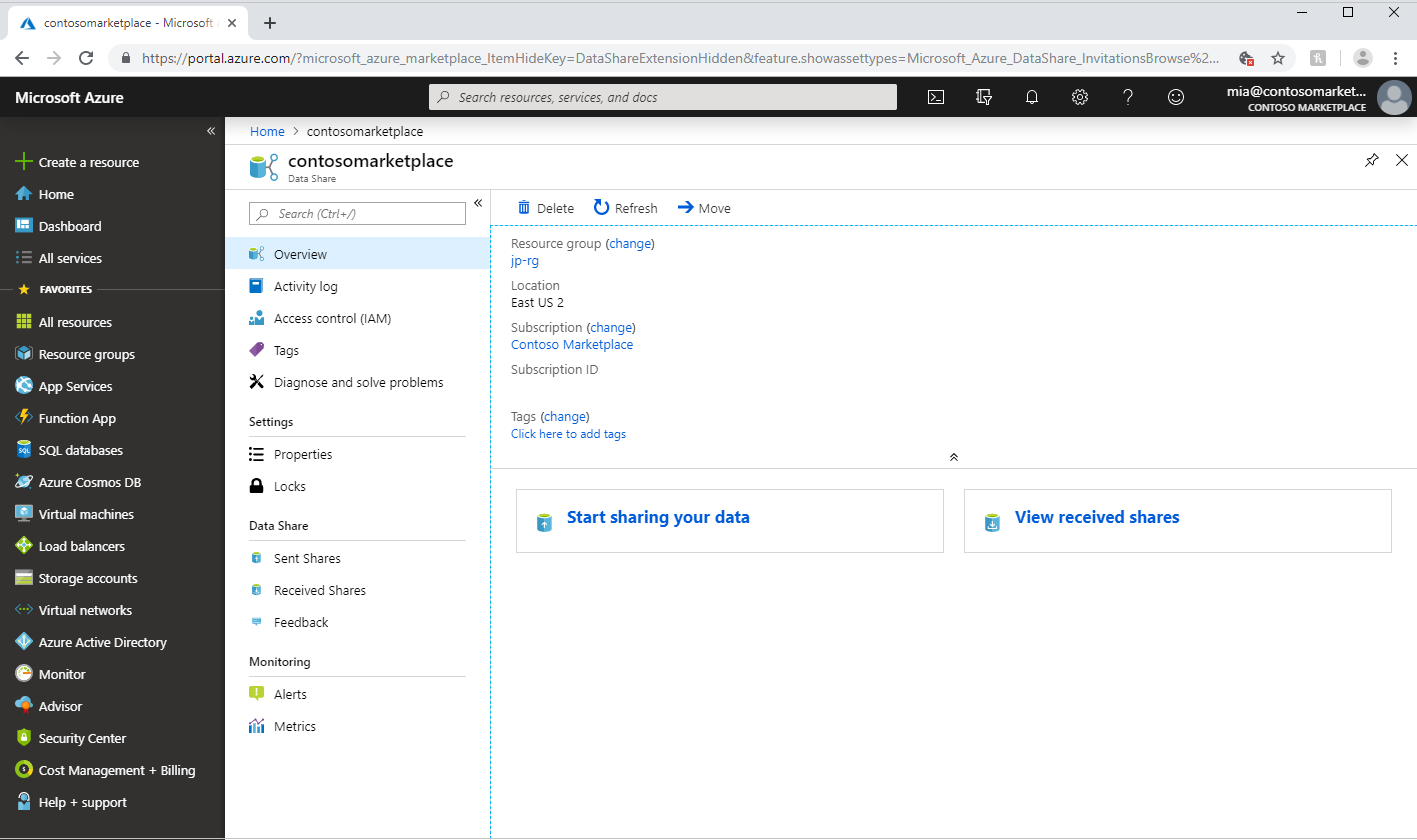 contosomarketplace - Microsoft
https://portal.azure.com/?microsoft_azure_marketplace_ItemHideKey=DataShareExtensionHidden&feature.showassettypes=Microsoft_Azure_DataShare_InvitationsBrowse%2...
Microsoft Azure
Search resources, services, and docs
mia@contosomarket...
CONTOSO MARKETPLACE
Create a resource
Home
Dashboard
All services
FAVORITES
All resources
Resource groups
App Services
Function App
SQL databases
Azure Cosmos DB
Virtual machines
Load balancers
Storage accounts
Virtual networks
Azure Active Directory
Monitor
Advisor
Security Center
Cost Management + Billing
Help + support
Home > contosomarketplace
contosomarketplace
Data Share
Search (Ctrl+/)
Overview
Activity log
Access control (IAM)
Tags
Diagnose and solve problems
Settings
Properties
Locks
Data Share
Sent Shares
Received Shares
Feedback
Monitoring
Alerts
Metrics
Delete Refresh Move
Resource group (change)
jp-rg
Location
East US 2
Subscription (change)
Contoso Marketplace
Subscription ID
Tags (change)
Click here to add tags
Start sharing your data
View received shares